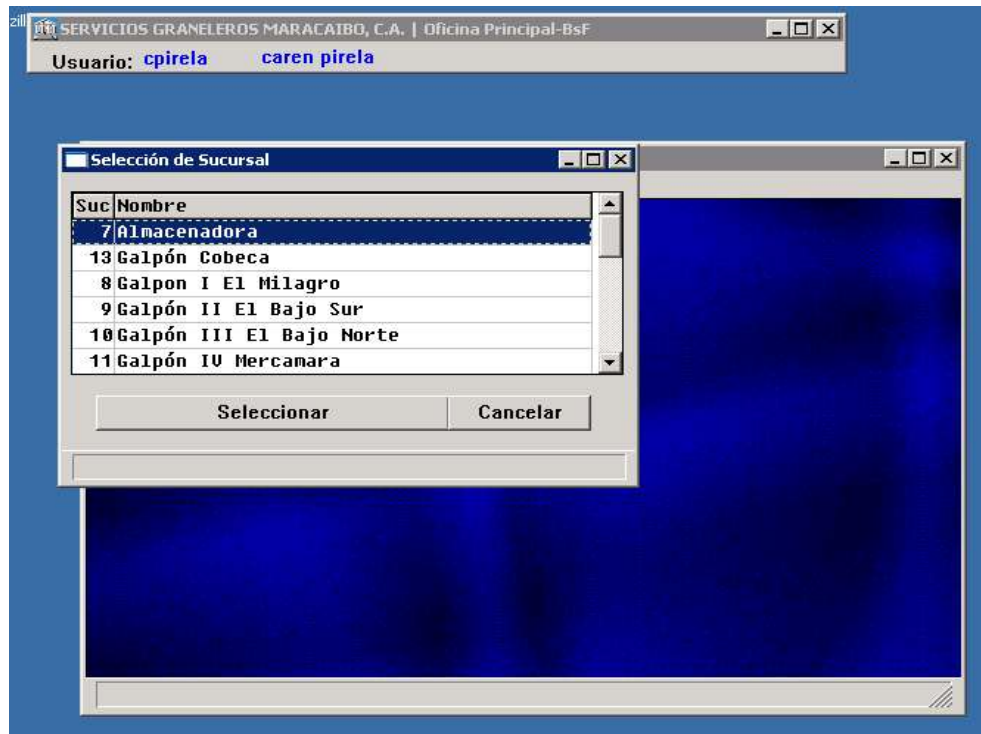 zill
SERVICIOS GRANELEROS MARACAIBO, C.A. | Oficina Principal-BsF
Usuario: cpirela caren pirela
Selección de Sucursal
Suc Nombre
7 Almacenadora
13 Galpón Cobeca
8 Galpon I El Milagro
9 Galpón II El Bajo Sur
10 Galpón III El Bajo Norte
11 Galpón IV Mercamara
Seleccionar Cancelar